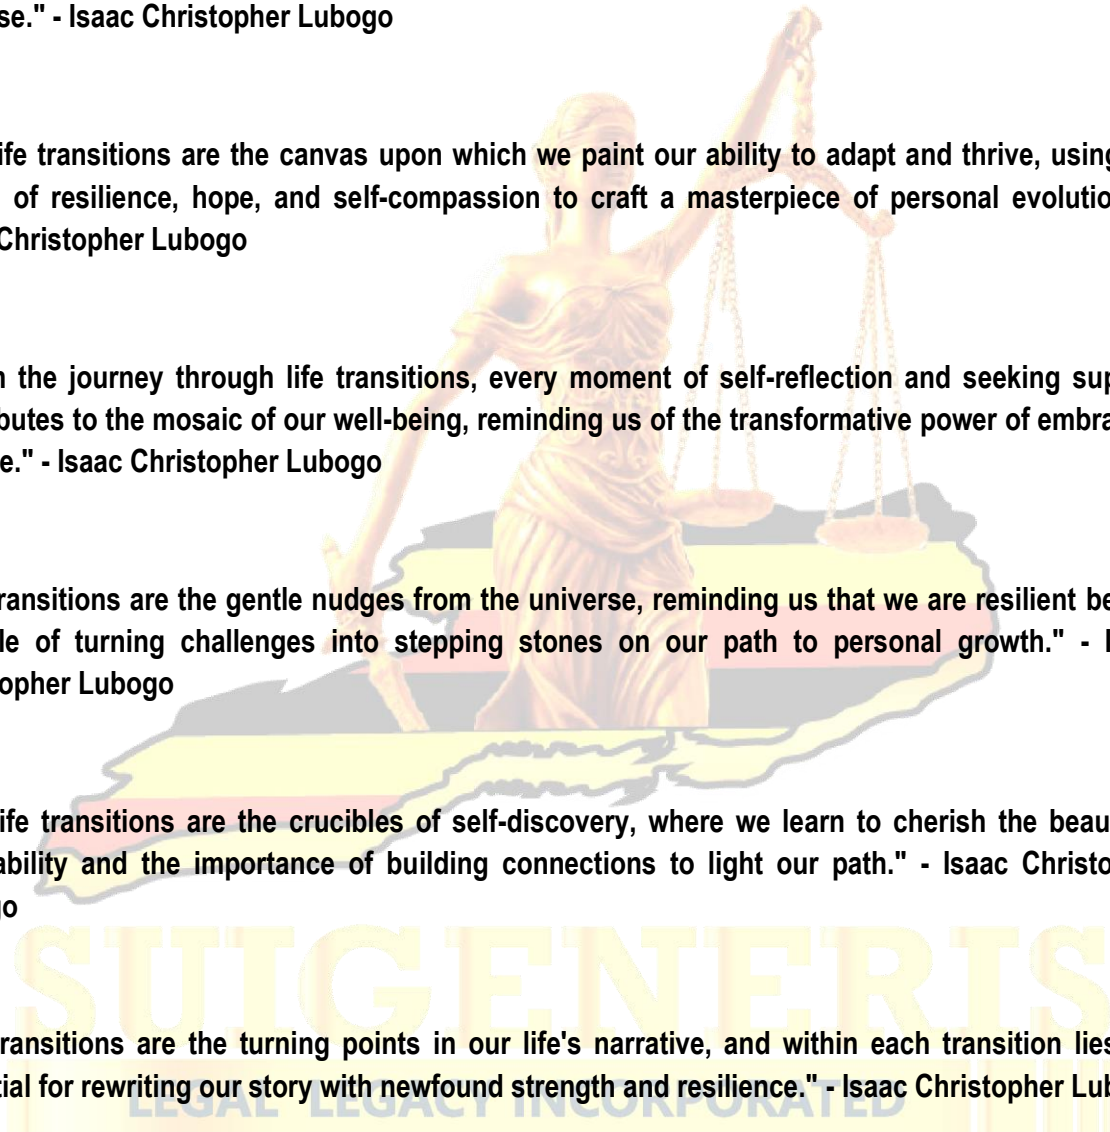 se." - Isaac Christopher Lubogo
ife transitions are the canvas upon which we paint our ability to adapt and thrive, using
of resilience, hope, and self-compassion to craft a masterpiece of personal evolutio
Christopher Lubogo
n the journey through life transitions, every moment of self-reflection and seeking sup
butes to the mosaic of our well-being, reminding us of the transformative power of embra
e." - Isaac Christopher Lubogo
ransitions are the gentle nudges from the universe, reminding us that we are resilient be
le of turning challenges into stepping stones on our path to personal growth." - I
opher Lubogo
ife transitions are the crucibles of self-discovery, where we learn to cherish the beau
ability and the importance of building connections to light our path." - Isaac Christo
go
SUIGENERIS
ransitions are the turning points in our life's narrative, and within each transition lies
tial for rewriting our story with newfound strength and resilience." - Isaac Christopher Lub
LEGAL LEGACY INCORPORATED